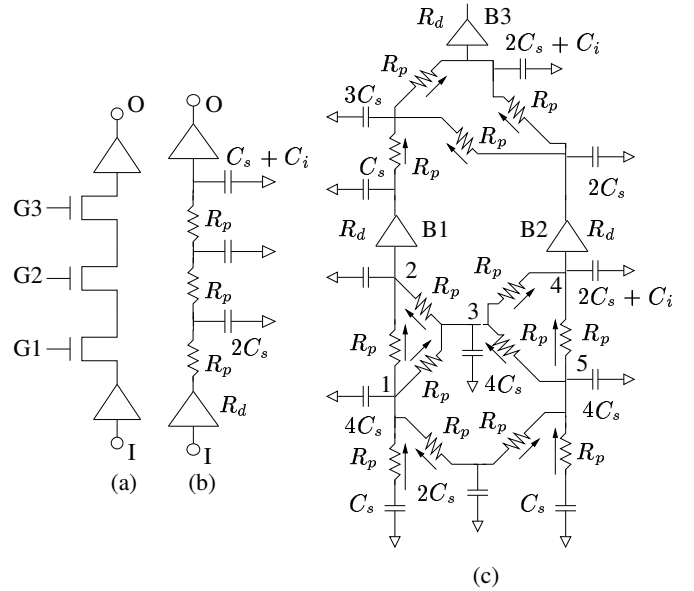 O
G3
G2
G1
I
(a)
O
C_s + C_i
R_p
R_p
2C_s
R_p
R_d
I
(b)
R_d B3
2C_s + C_i
R_p
3C_s
R_p
R_p
C_s
R_p
2C_s
R_d B1
B2 R_d
2
R_p
4
2C_s + C_i
R_p
3
R_p
R_p
R_p
5
1
R_p
4C_s
4C_s
4C_s
R_p
R_p
R_p
R_p
C_s
2C_s
C_s
(c)